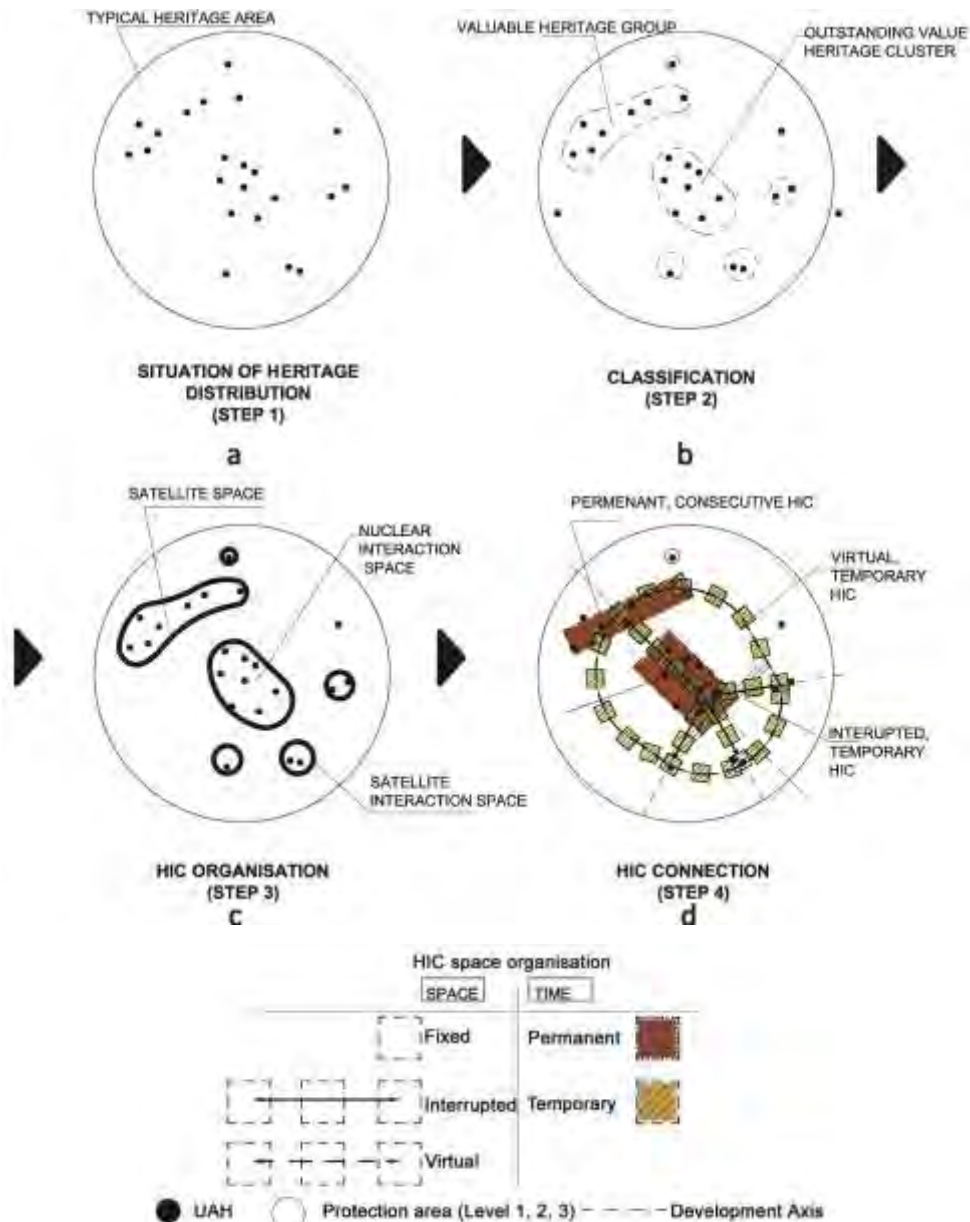 TYPICAL HERITAGE AREA
VALUABLE HERITAGE GROUP
OUTSTANDING VALUE
HERITAGE CLUSTER
SITUATION OF HERITAGE
DISTRIBUTION
(STEP 1)
a
CLASSIFICATION
(STEP 2)
b
SATELLITE SPACE
NUCLEAR
INTERACTION
SPACE
SATELLITE
INTERACTION SPACE
HIC ORGANISATION
(STEP 3)
c
PERMENANT, CONSECUTIVE HIC
VIRTUAL,
TEMPORARY
HIC
INTERUPTED,
TEMPORARY
HIC
HIC CONNECTION
(STEP 4)
d
HIC space organisation
SPACE TIME
Fixed Permanent
Interrupted Temporary
Virtual
UAH Protection area (Level 1, 2, 3) Development Axis